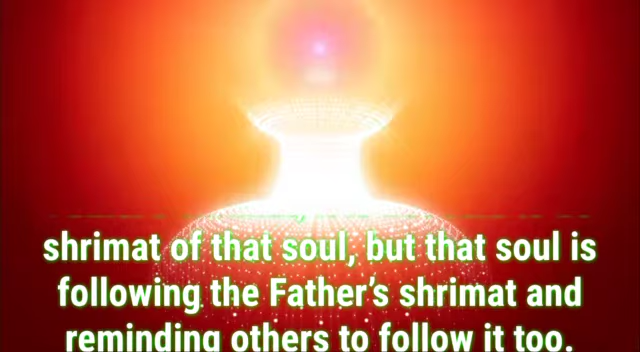 shrimat of that soul, but that soul is
following the Father’s shrimat and
reminding others to follow it too.